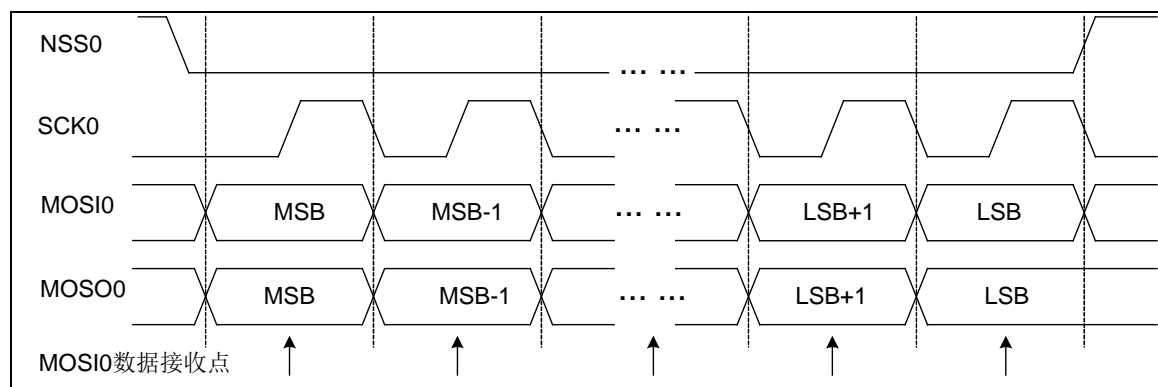 NSS0
... ...
SCK0
... ...
MOSI0 MSB MSB-1 ... ... LSB+1 LSB
MOSO0 MSB MSB-1 ... ... LSB+1 LSB
MOSI0数据接收点